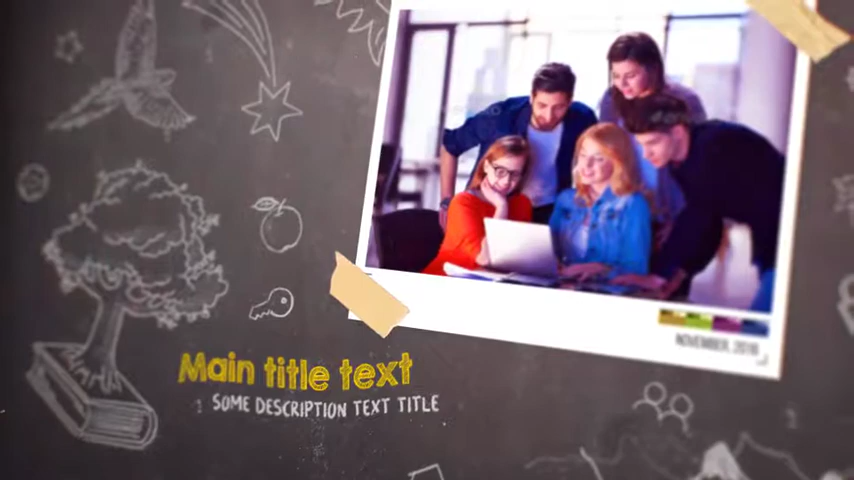 Main title text
SOME DESCRIPTION TEXT TITLE
NOVEMBER, 2018